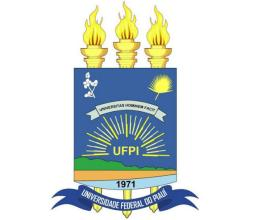 UNIVERSITAS HOMINEM FACIT
UFPI
1971
UNIVERSIDADE FEDERAL DO PIAUÍ